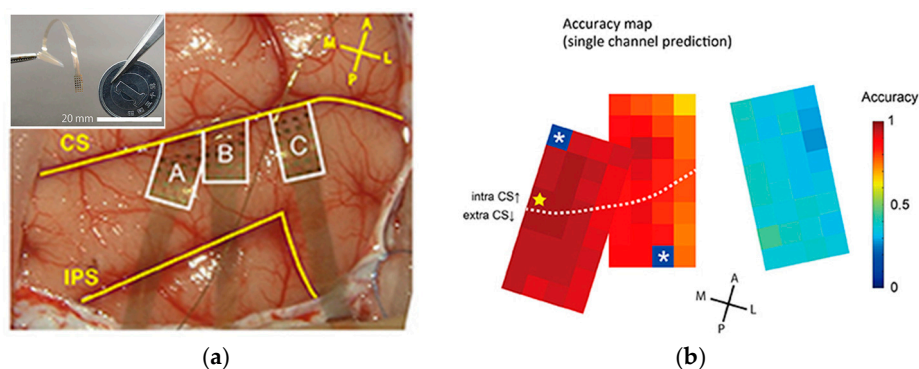 20 mm
A
M
L
P
CS
A
B
C
IPS
(a)
Accuracy map
(single channel prediction)
Accuracy
1
0.5
0
intra CS↑
extra CS↓
*
*
A
M
L
P
(b)